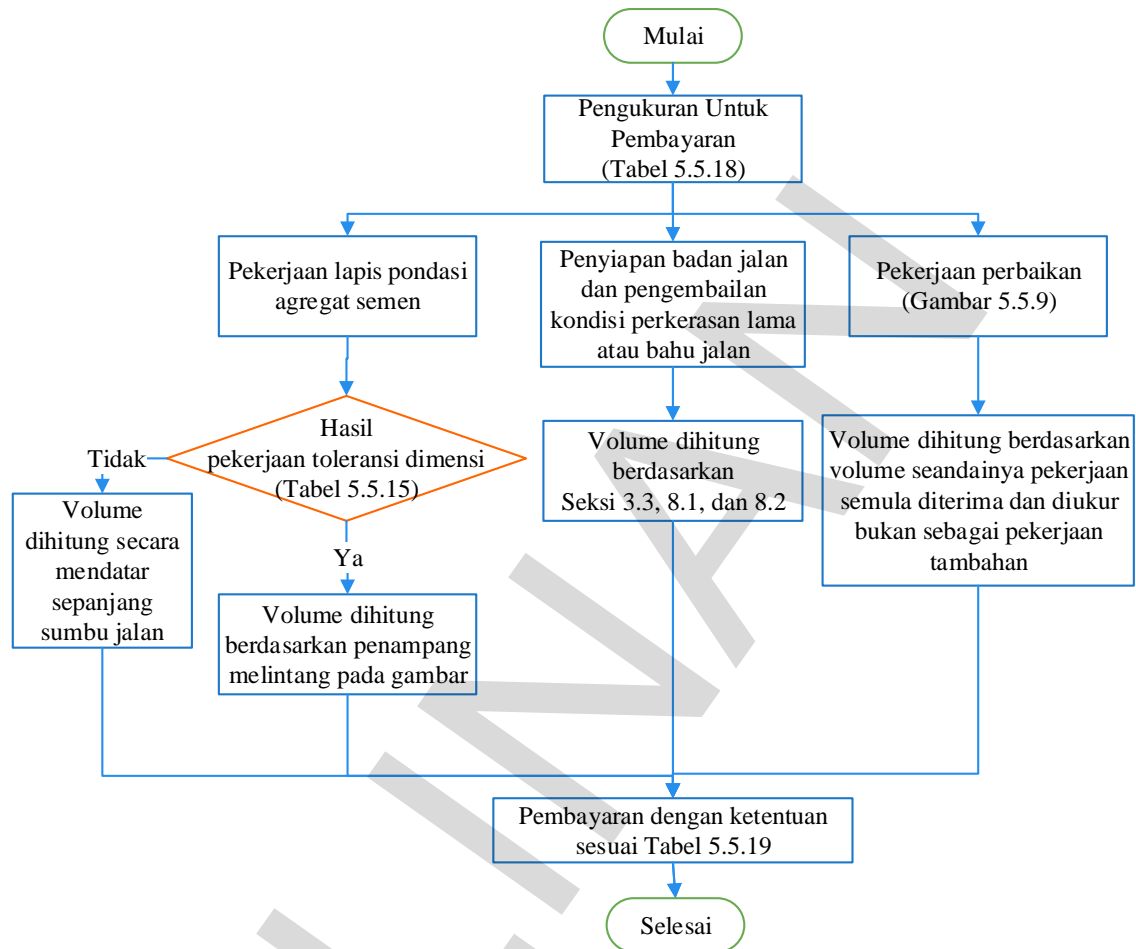 Mulai
Pengukuran Untuk
Pembayaran
(Tabel 5.5.18)
Pekerjaan lapis pondasi
agregat semen
Penyiapan badan jalan
dan pengembailan
kondisi perkerasan lama
atau bahu jalan
Pekerjaan perbaikan
(Gambar 5.5.9)
Hasil
pekerjaan toleransi dimensi
(Tabel 5.5.15)
Tidak
Ya
Volume
dihitung secara
mendatar
sepanjang
sumbu jalan
Volume dihitung
berdasarkan penampang
melintang pada gambar
Volume dihitung
berdasarkan
Seksi 3.3, 8.1, dan 8.2
Volume dihitung berdasarkan
volume seandainya pekerjaan
semula diterima dan diukur
bukan sebagai pekerjaan
tambahan
Pembayaran dengan ketentuan
sesuai Tabel 5.5.19
Selesai